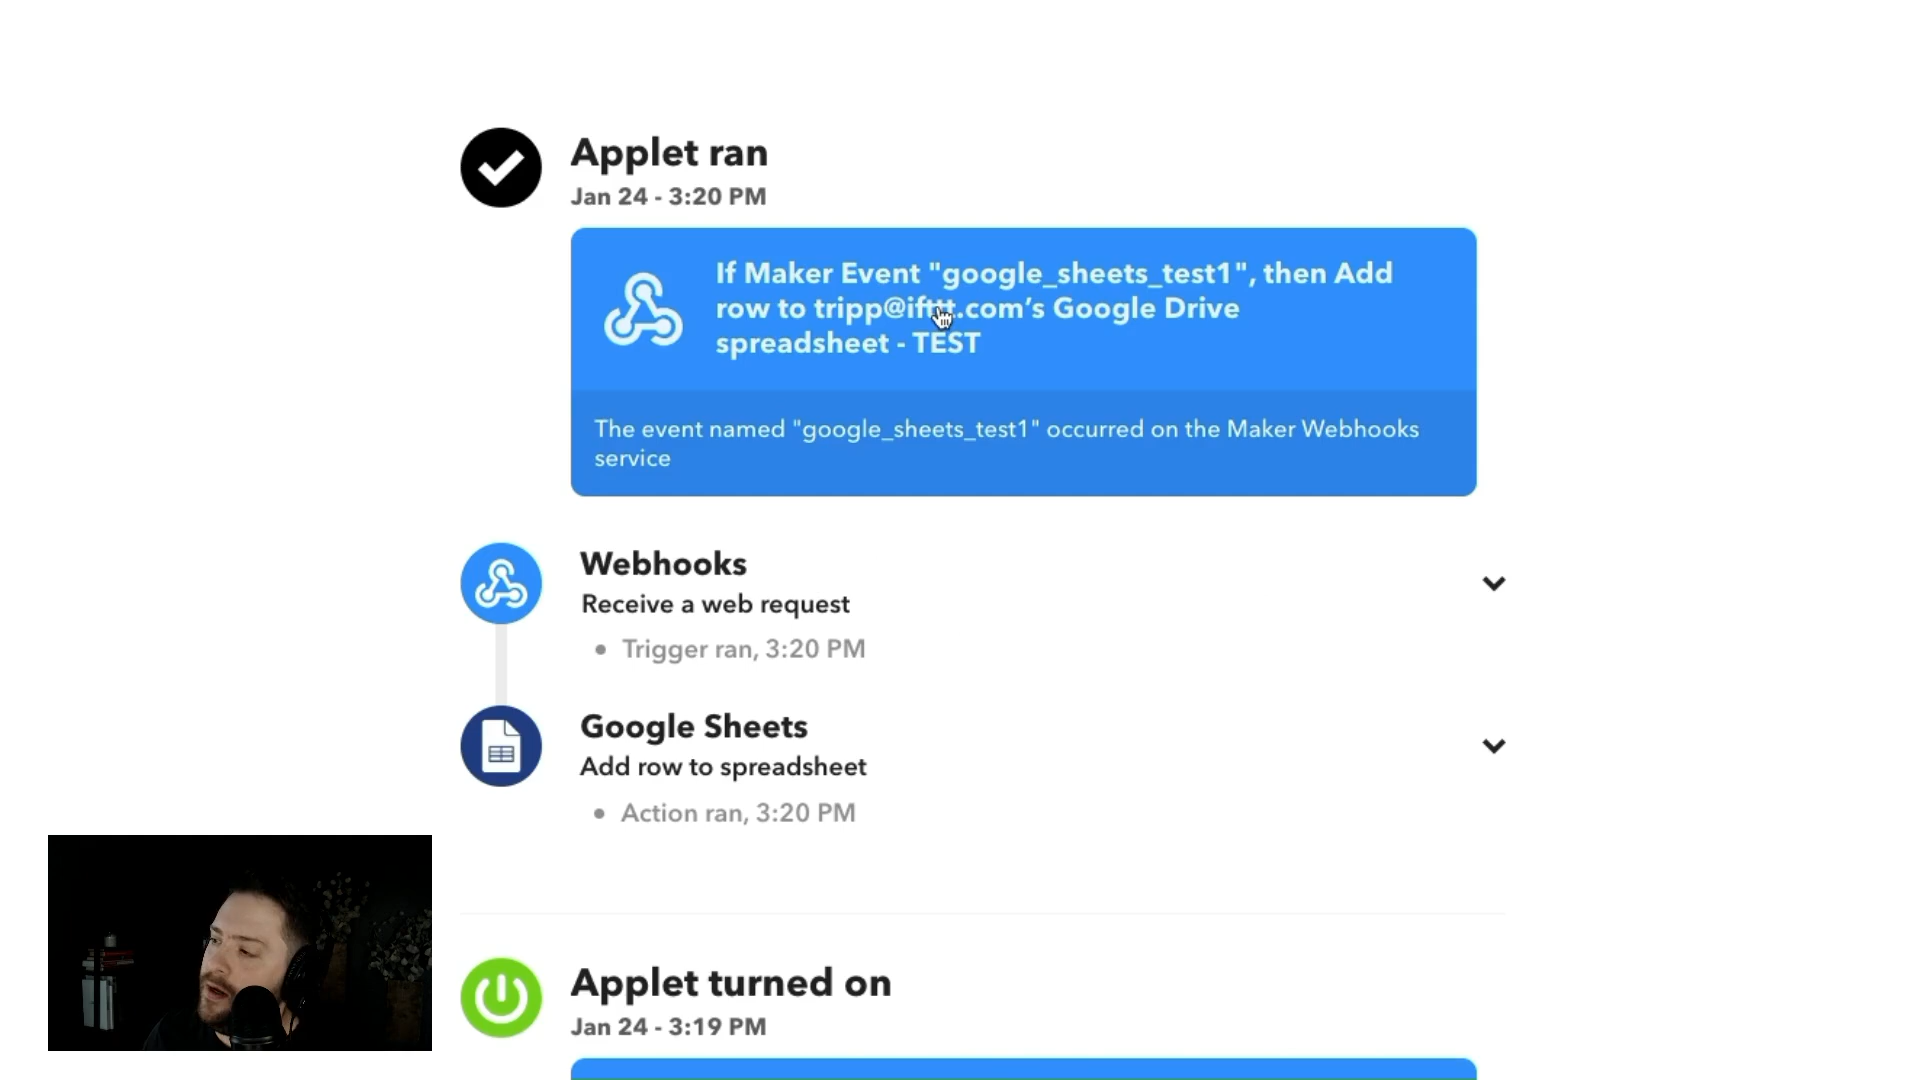 Applet ran
Jan 24 - 3:20 PM
If Maker Event "google_sheets_test1", then Add
row to tripp@ifttt.com’s Google Drive
spreadsheet - TEST
The event named "google_sheets_test1" occurred on the Maker Webhooks
service
Webhooks
Receive a web request
• Trigger ran, 3:20 PM
Google Sheets
Add row to spreadsheet
• Action ran, 3:20 PM
Applet turned on
Jan 24 - 3:19 PM